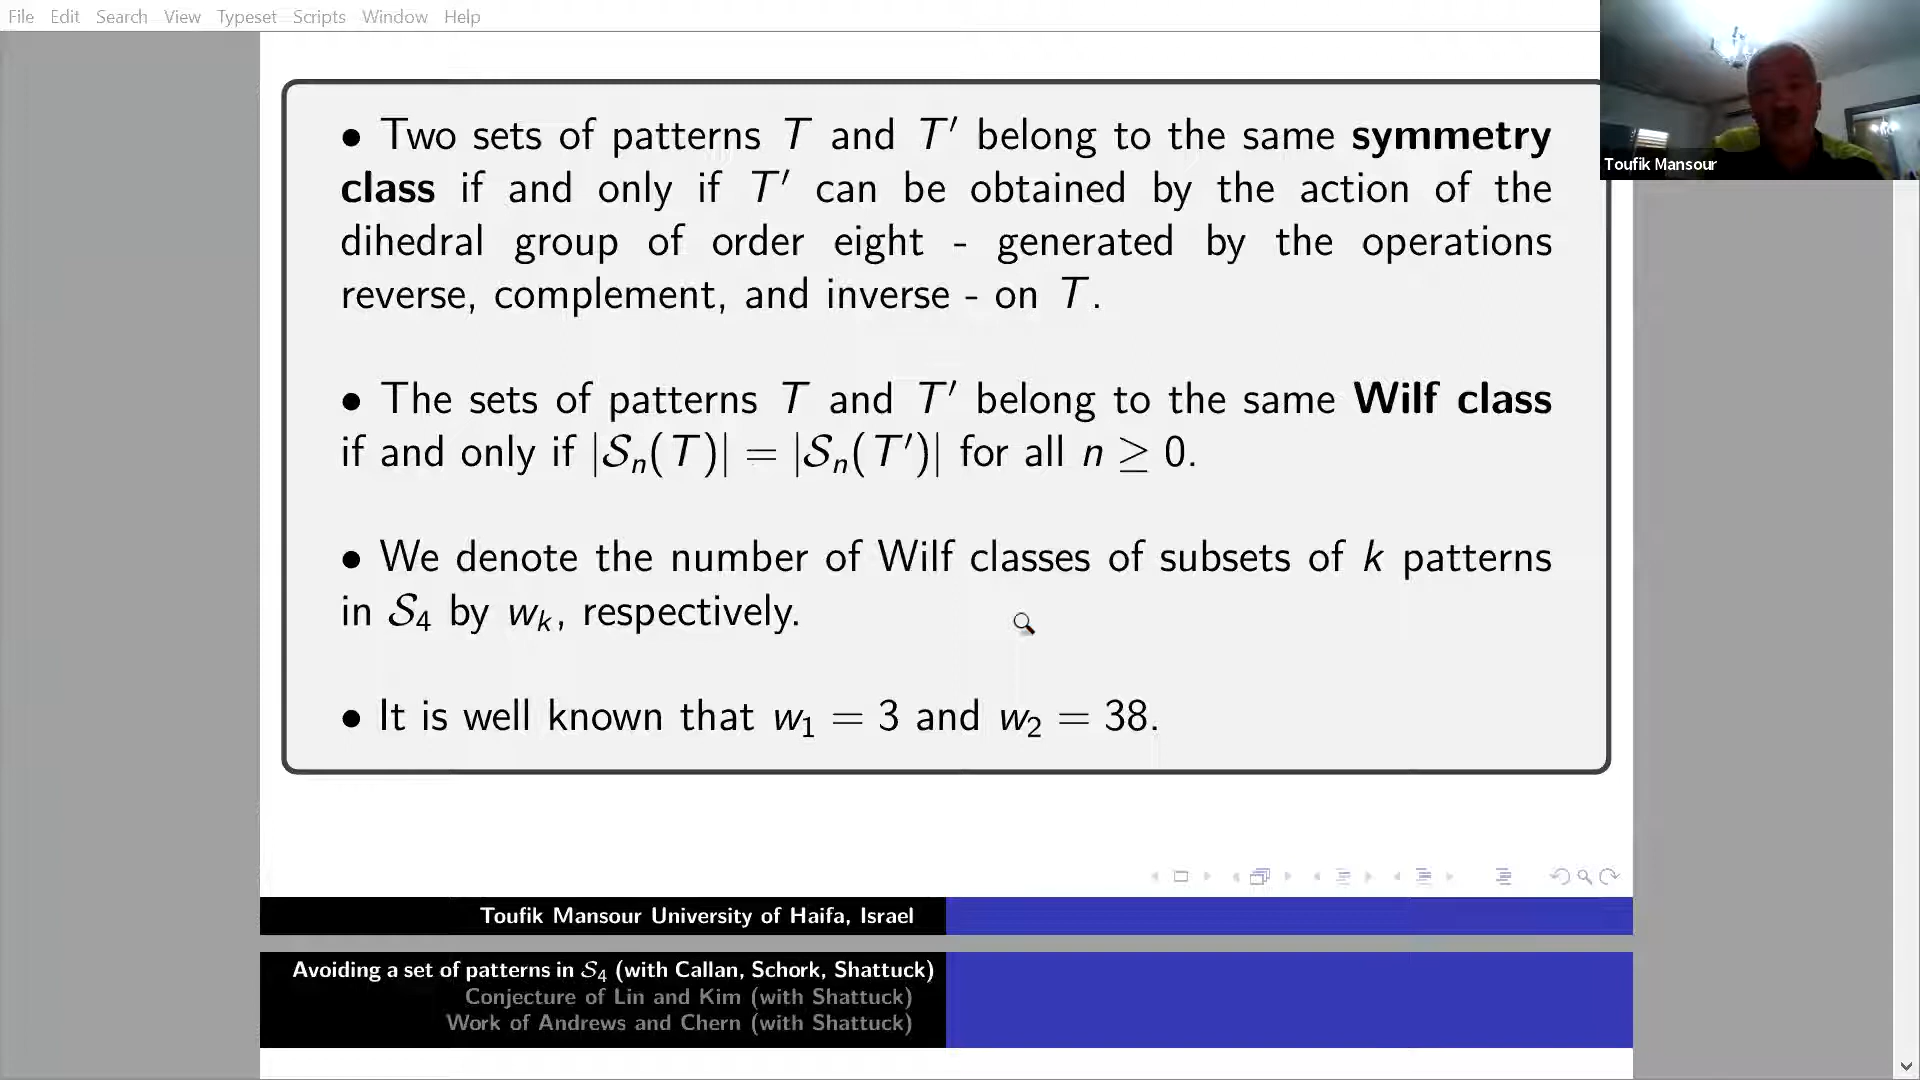 File Edit Search View Typeset Scripts Window Help
Toufik Mansour
• Two sets of patterns T and T′ belong to the same symmetry
class if and only if T′ can be obtained by the action of the
dihedral group of order eight - generated by the operations
reverse, complement, and inverse - on T.
• The sets of patterns T and T′ belong to the same Wilf class
if and only if |𝒮ₙ(T)| = |𝒮ₙ(T′)| for all n ≥ 0.
• We denote the number of Wilf classes of subsets of k patterns
in 𝒮₄ by wₖ, respectively.
• It is well known that w₁ = 3 and w₂ = 38.
Toufik Mansour University of Haifa, Israel
Avoiding a set of patterns in 𝒮₄ (with Callan, Schork, Shattuck)
Conjecture of Lin and Kim (with Shattuck)
Work of Andrews and Chern (with Shattuck)